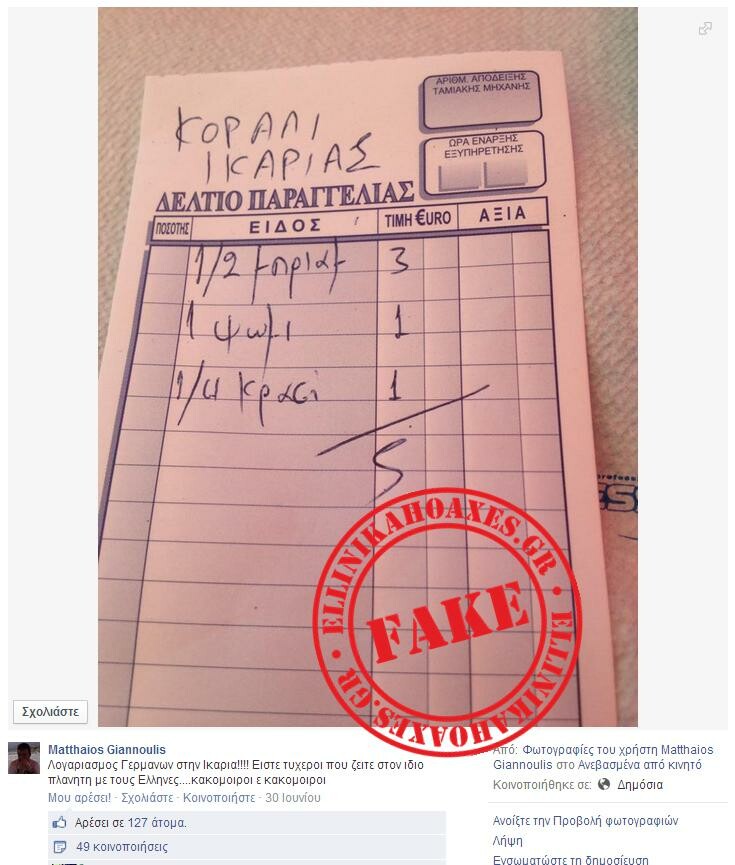 ΑΡΙΘΜ. ΑΠΟΔΕΙΞΗΣ
ΤΑΜΙΑΚΗΣ ΜΗΧΑΝΗΣ
ΚΟΡΑΛΙ
ΙΚΑΡΙΑΣ
ΩΡΑ ΕΝΑΡΞΗΣ
ΕΞΥΠΗΡΕΤΗΣΗΣ
ΔΕΛΤΙΟ ΠΑΡΑΓΓΕΛΙΑΣ
ΠΟΣΟΤΗΣ ΕΙΔΟΣ ΤΙΜΗ €URO ΑΞΙΑ
1/2 μπριαμ 3
1 ψωμι 1
1/4 κρασί 1
5
ELLINIKAHOAXES.GR • ELLINIKAHOAXES.GR •
FAKE
Σχολιάστε
Matthaios Giannoulis
Λογαριασμος Γερμανων στην Ικαρια!!!! Ειστε τυχεροι που ζειτε στον ιδιο
πλανητη με τους Ελληνες....κακομοιροι ε κακομοιροι
Μου αρέσει! · Σχολιάστε · Κοινοποιήστε · 30 Ιουνίου
Αρέσει σε 127 άτομα.
49 κοινοποιήσεις
Από: Φωτογραφίες του χρήστη Matthaios
Giannoulis στο Ανεβασμένα από κινητό
Κοινοποιήθηκε σε: Δημόσια
Ανοίξτε την Προβολή φωτογραφιών
Λήψη
Ενσωματώστε τη δημοσίευση